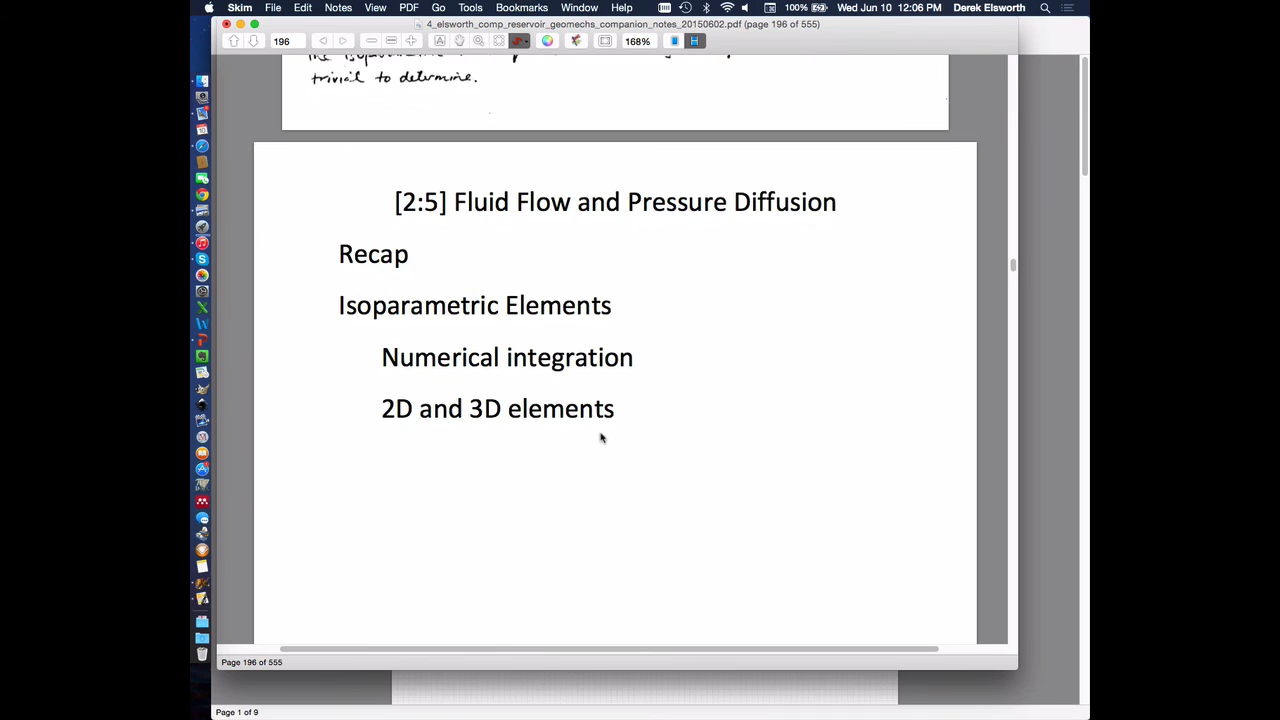 Skim File Edit Notes View PDF Go Tools Bookmarks Window Help 100% Wed Jun 10 12:06 PM Derek Elsworth
4_elsworth_comp_reservoir_geomechs_companion_notes_20150602.pdf (page 196 of 555)
196 168%
trivial to determine.
[2:5] Fluid Flow and Pressure Diffusion
Recap
Isoparametric Elements
Numerical integration
2D and 3D elements
Page 196 of 555
Page 1 of 9